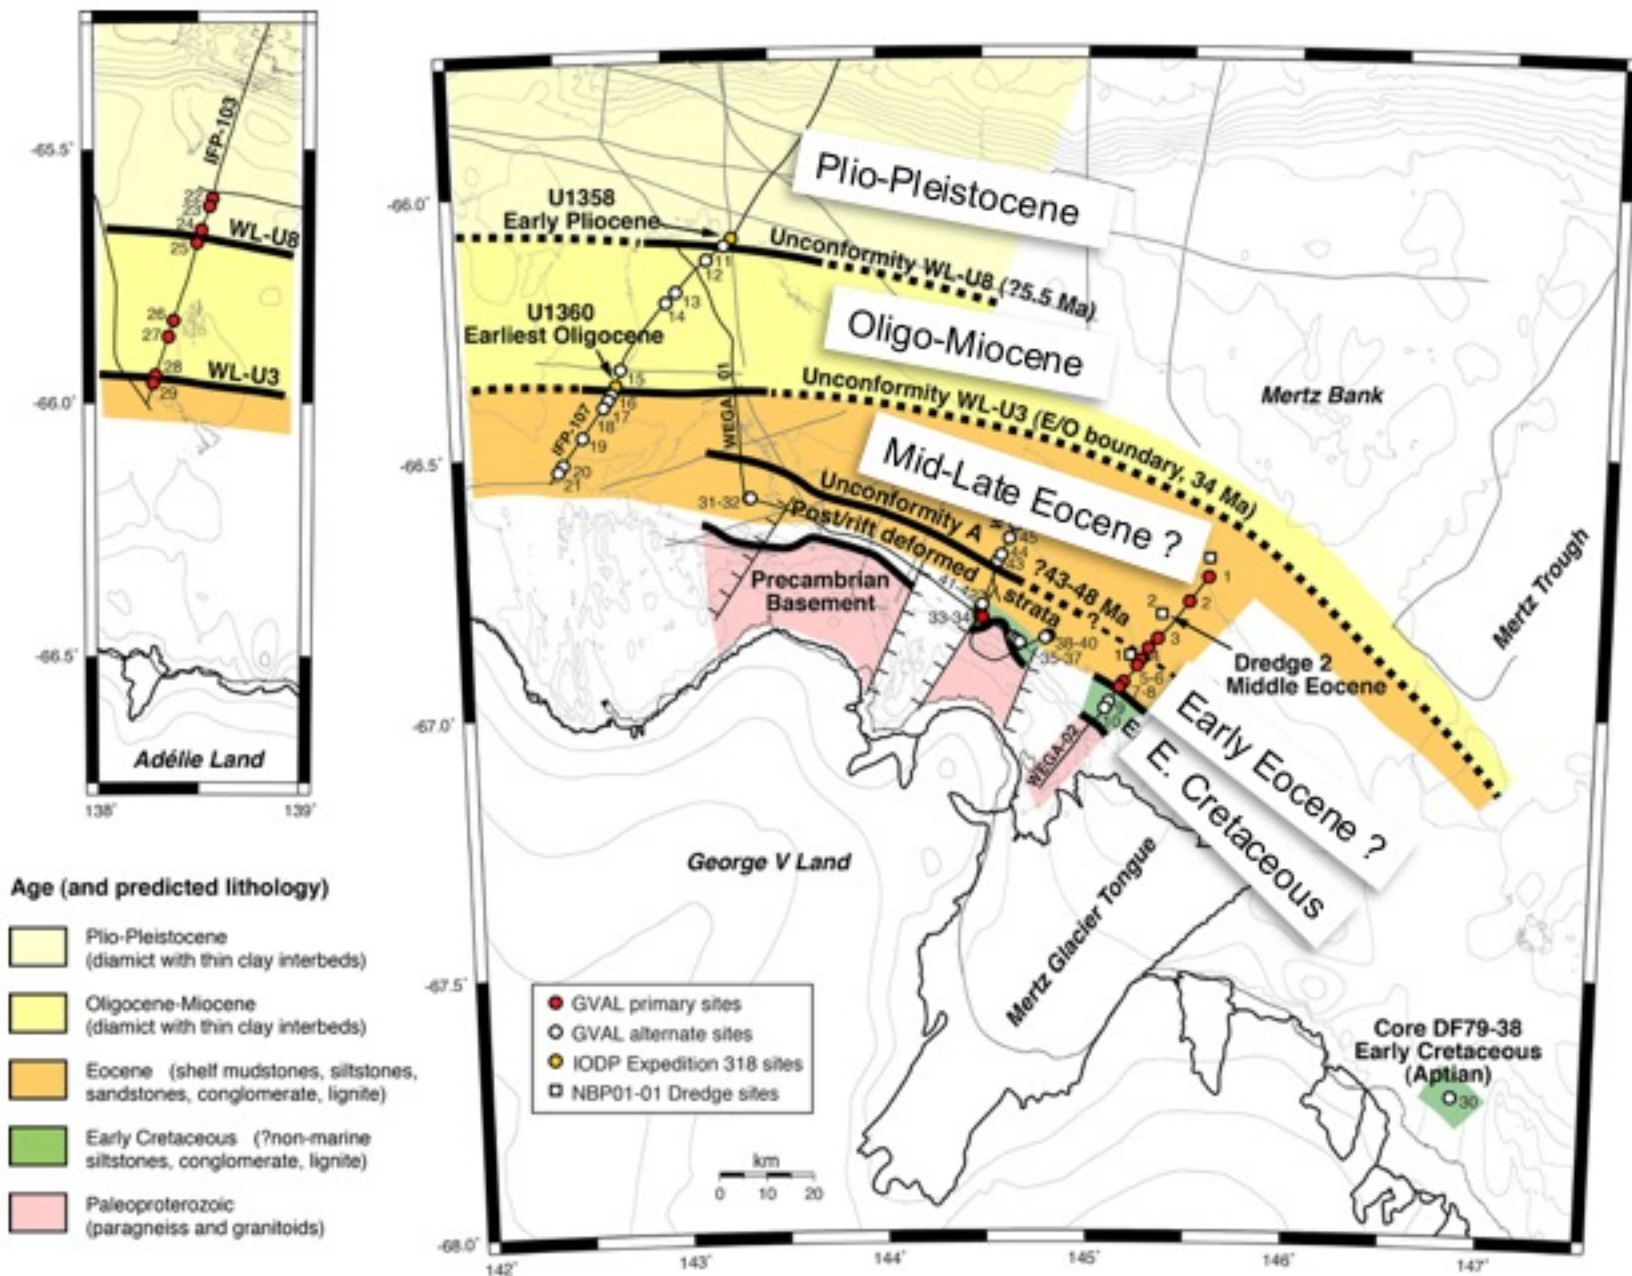 IFP-103
-65.5˚
22
24
WL-U8
25
26
27
28
WL-U3
29
-66.0˚
-66.5˚
Adélie Land
138˚
139˚
Age (and predicted lithology)
Plio-Pleistocene
(diamict with thin clay interbeds)
Oligocene-Miocene
(diamict with thin clay interbeds)
Eocene (shelf mudstones, siltstones,
sandstones, conglomerate, lignite)
Early Cretaceous (?non-marine
siltstones, conglomerate, lignite)
Paleoproterozoic
(paragneiss and granitoids)
Plio-Pleistocene
-66.0˚
U1358
Early Pliocene
Unconformity WL-U8 (?5.5 Ma)
11
12
13
14
U1360
Earliest Oligocene
Oligo-Miocene
15
WEGA 01
Unconformity WL-U3 (E/O boundary, 34 Ma)
Mertz Bank
16
17
18
IFP-107
19
20
21
-66.5˚
Mid-Late Eocene ?
Unconformity A
?43-48 Ma
Post/rift deformed
strata ?
31-32
45
44
43
Precambrian
Basement
33-34
38-40
35-37
1
2
2
3
1
5-6
7-8
Dredge 2
Middle Eocene
Mertz Trough
-67.0˚
WEGA-02
E
Early Eocene ?
E. Cretaceous
George V Land
Mertz Glacier Tongue
-67.5˚
GVAL primary sites
GVAL alternate sites
IODP Expedition 318 sites
NBP01-01 Dredge sites
km
0 10 20
Core DF79-38
Early Cretaceous
(Aptian)
30
-68.0˚
142˚
143˚
144˚
145˚
146˚
147˚